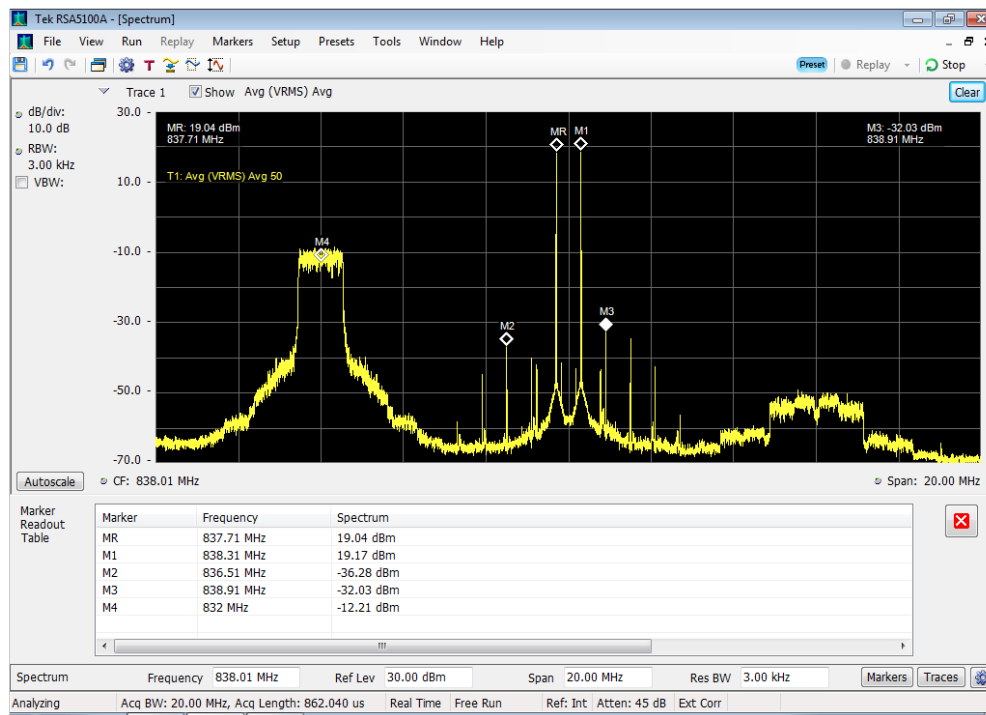 Tek RSA5100A - [Spectrum]
File View Run Replay Markers Setup Presets Tools Window Help
T Preset Replay Stop
Trace 1 Show Avg (VRMS) Avg Clear
dB/div:
10.0 dB
RBW:
3.00 kHz
VBW:
30.0
10.0
-10.0
-30.0
-50.0
-70.0
MR: 19.04 dBm
837.71 MHz
T1: Avg (VRMS) Avg 50
MR M1
M3: -32.03 dBm
838.91 MHz
M4
M3
M2
Autoscale CF: 838.01 MHz Span: 20.00 MHz
Marker
Readout
Table
Marker Frequency Spectrum
MR 837.71 MHz 19.04 dBm
M1 838.31 MHz 19.17 dBm
M2 836.51 MHz -36.28 dBm
M3 838.91 MHz -32.03 dBm
M4 832 MHz -12.21 dBm
Spectrum Frequency 838.01 MHz Ref Lev 30.00 dBm Span 20.00 MHz Res BW 3.00 kHz Markers Traces
Analyzing Acq BW: 20.00 MHz, Acq Length: 862.040 us Real Time Free Run Ref: Int Atten: 45 dB Ext Corr